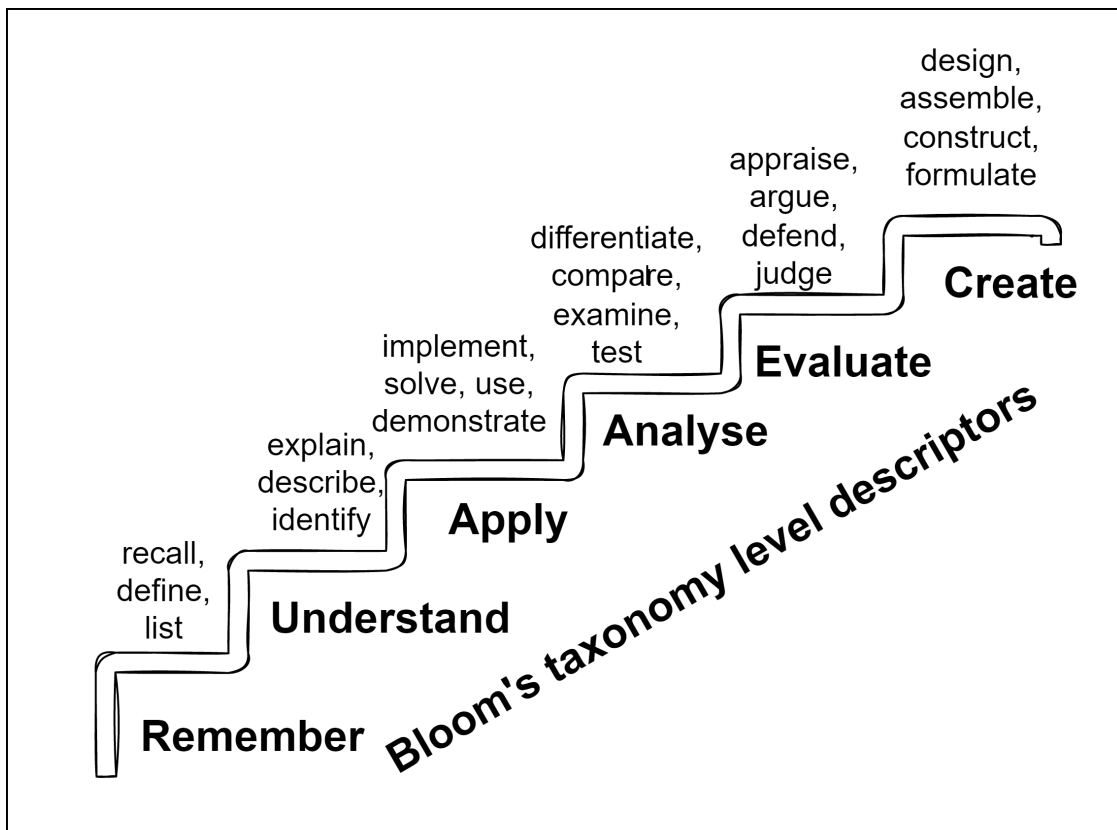 design,
assemble,
construct,
formulate
Create
appraise,
argue,
defend,
judge
Evaluate
differentiate,
compare,
examine,
test
Analyse
implement,
solve, use,
demonstrate
Apply
explain,
describe,
identify
Understand
recall,
define,
list
Remember
Bloom's taxonomy level descriptors